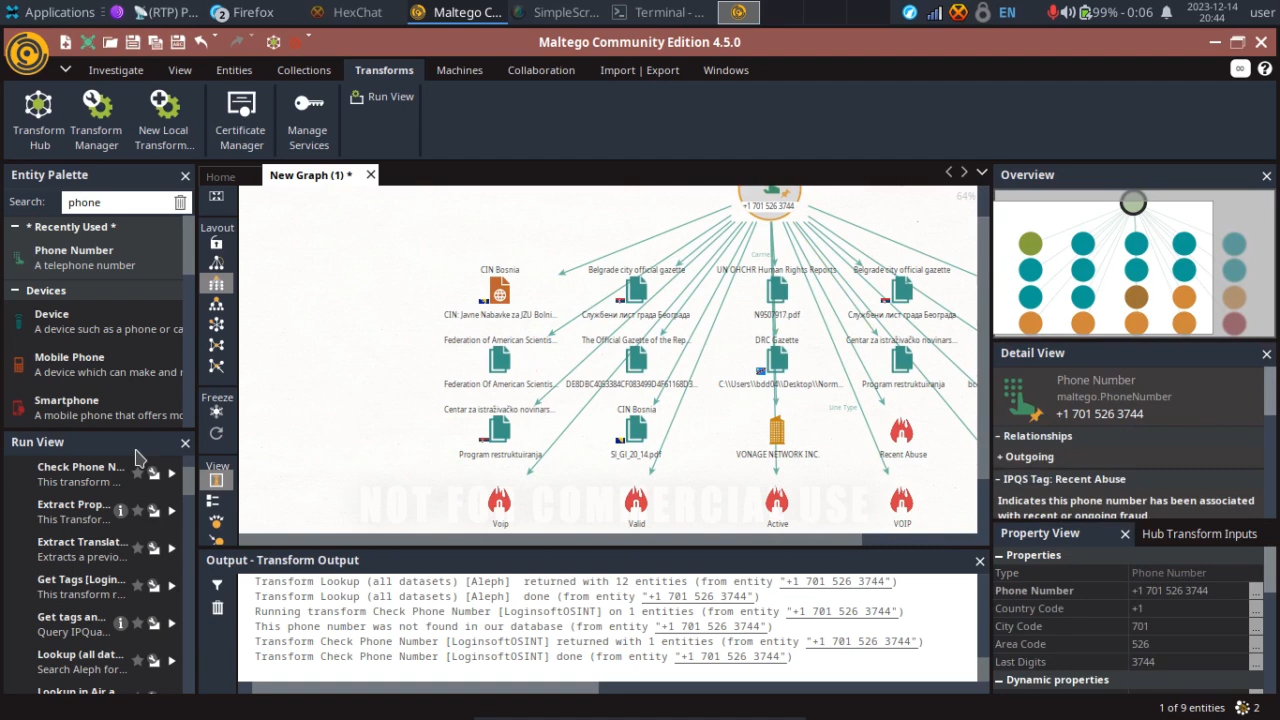 Applications
(RTP) P...
Firefox
HexChat
Maltego C...
SimpleScr...
Terminal - ...
EN
99% - 0:06
2023-12-14
20:44
user
Maltego Community Edition 4.5.0
Investigate View Entities Collections Transforms Machines Collaboration Import | Export Windows
Transform Hub
Transform Manager
New Local Transform...
Certificate Manager
Manage Services
Run View
Entity Palette
Search: phone
* Recently Used *
Phone Number
A telephone number
Devices
Device
A device such as a phone or ca
Mobile Phone
A device which can make and r
Smartphone
A mobile phone that offers mo
Run View
Check Phone N...
This transform ...
Extract Prop...
This Transfor...
Extract Translat...
Extracts a previo...
Get Tags [Login...
This transform r...
Get tags an...
Query IPQua...
Lookup (all dat...
Search Aleph for...
Lookup in Air a...
Home
New Graph (1) *
Layout
Freeze
View
64%
+1 701 526 3744
Carrier
CIN Bosnia
Belgrade city official gazette
UN OHCHR Human Rights Reports
Belgrade city official gazette
CIN: Javne Nabavke za JZU Bolni...
Службени лист града Београда
N9507917.pdf
Службени лист града Београда
Federation of American Scientis...
The Official Gazette of the Rep...
DRC Gazette
Centar za istraživačko novinars...
Federation Of American Scientis...
C:\\Users\\bdd04\\Desktop\\Norm...
Program restruktuiranja
Centar za istraživačko novinars...
CIN Bosnia
Line Type
Program restruktuiranja
SI_GI_20_14.pdf
VONAGE NETWORK INC.
Recent Abuse
NOT FOR COMMERCIAL USE
Voip
Valid
Active
VOIP
Output - Transform Output
Transform Lookup (all datasets) [Aleph] returned with 12 entities (from entity "+1 701 526 3744")
Transform Lookup (all datasets) [Aleph] done (from entity "+1 701 526 3744")
Running transform Check Phone Number [LoginsoftOSINT] on 1 entities (from entity "+1 701 526 3744")
This phone number was not found in our database (from entity "+1 701 526 3744")
Transform Check Phone Number [LoginsoftOSINT] returned with 1 entities (from entity "+1 701 526 3744")
Transform Check Phone Number [LoginsoftOSINT] done (from entity "+1 701 526 3744")
Overview
Detail View
Phone Number
maltego.PhoneNumber
+1 701 526 3744
Relationships
+ Outgoing
IPQS Tag: Recent Abuse
Indicates this phone number has been associated
with recent or ongoing fraud
Property View
Hub Transform Inputs
Properties
Type Phone Number
Phone Number +1 701 526 3744
Country Code +1
City Code 701
Area Code 526
Last Digits 3744
Dynamic properties
1 of 9 entities
2